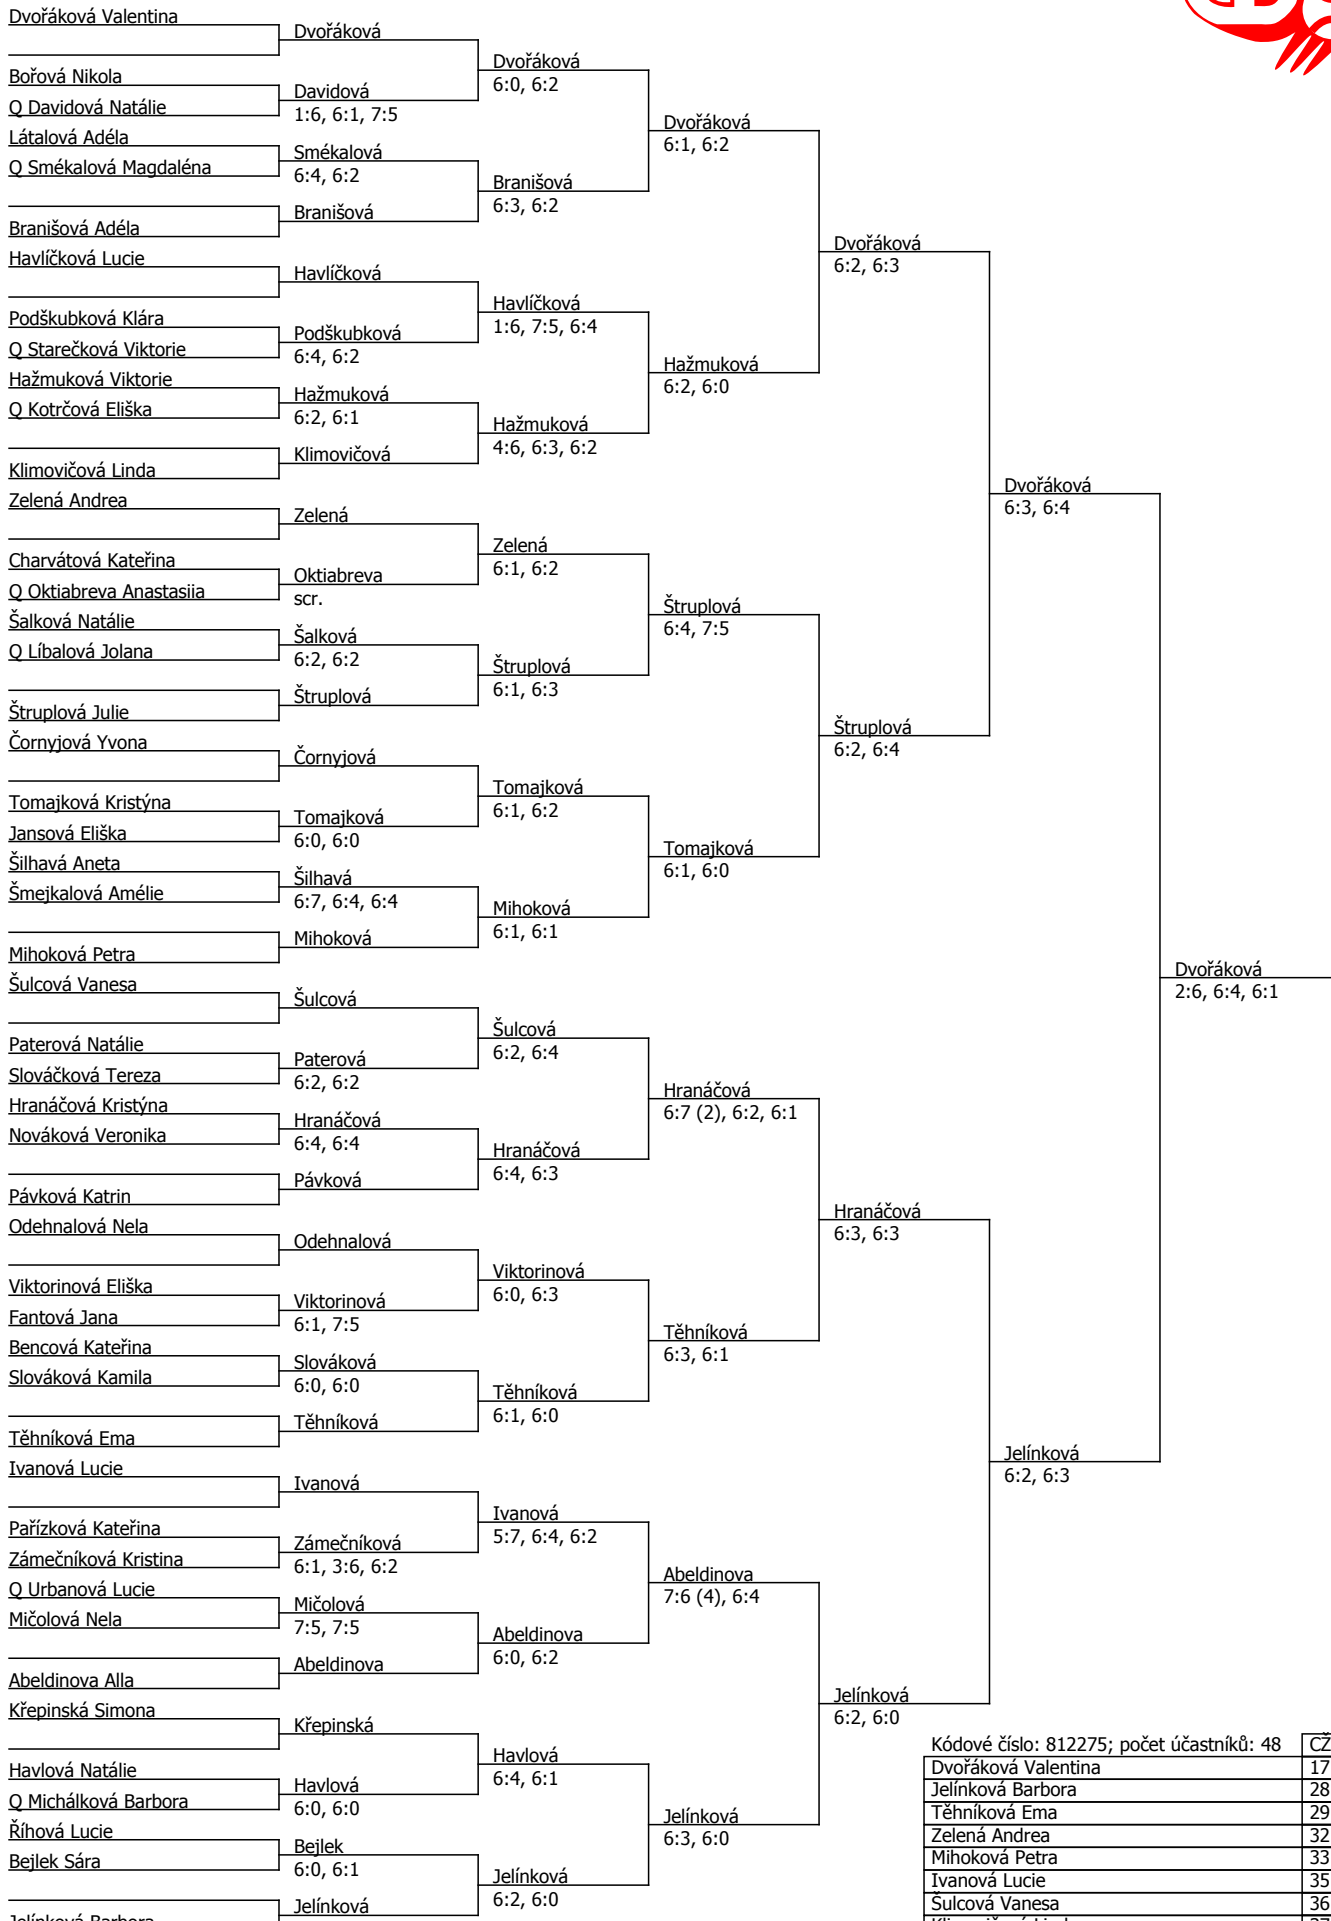 Dvořáková Valentina
Bořová Nikola
Q Davidová Natálie
Látalová Adéla
Q Smékalová Magdaléna
Branišová Adéla
Havlíčková Lucie
Podškubková Klára
Q Starečková Viktorie
Hažmuková Viktorie
Q Kotrčová Eliška
Klimovičová Linda
Zelená Andrea
Charvátová Kateřina
Q Oktiabreva Anastasiia
Šalková Natálie
Q Líbalová Jolana
Štruplová Julie
Čornyjová Yvona
Tomajková Kristýna
Jansová Eliška
Šilhavá Aneta
Šmejkalová Amélie
Mihoková Petra
Šulcová Vanesa
Paterová Natálie
Slováčková Tereza
Hranáčová Kristýna
Nováková Veronika
Pávková Katrin
Odehnalová Nela
Viktorinová Eliška
Fantová Jana
Bencová Kateřina
Slováková Kamila
Těhníková Ema
Ivanová Lucie
Pařízková Kateřina
Zámečníková Kristina
Q Urbanová Lucie
Mičolová Nela
Abeldinova Alla
Křepinská Simona
Havlová Natálie
Q Michálková Barbora
Říhová Lucie
Bejlek Sára
Jelínková Barbora
Dvořáková
Davidová
1:6, 6:1, 7:5
Smékalová
6:4, 6:2
Branišová
Havlíčková
Podškubková
6:4, 6:2
Hažmuková
6:2, 6:1
Klimovičová
Zelená
Oktiabreva
scr.
Šalková
6:2, 6:2
Štruplová
Čornyjová
Tomajková
6:0, 6:0
Šilhavá
6:7, 6:4, 6:4
Mihoková
Šulcová
Paterová
6:2, 6:2
Hranáčová
6:4, 6:4
Pávková
Odehnalová
Viktorinová
6:1, 7:5
Slováková
6:0, 6:0
Těhníková
Ivanová
Zámečníková
6:1, 3:6, 6:2
Mičolová
7:5, 7:5
Abeldinova
Křepinská
Havlová
6:0, 6:0
Bejlek
6:0, 6:1
Jelínková
Dvořáková
6:0, 6:2
Branišová
6:3, 6:2
Havlíčková
1:6, 7:5, 6:4
Hažmuková
4:6, 6:3, 6:2
Zelená
6:1, 6:2
Štruplová
6:1, 6:3
Tomajková
6:1, 6:2
Mihoková
6:1, 6:1
Šulcová
6:2, 6:4
Hranáčová
6:4, 6:3
Viktorinová
6:0, 6:3
Těhníková
6:1, 6:0
Ivanová
5:7, 6:4, 6:2
Abeldinova
6:0, 6:2
Havlová
6:4, 6:1
Jelínková
6:2, 6:0
Dvořáková
6:1, 6:2
Hažmuková
6:2, 6:0
Štruplová
6:4, 7:5
Tomajková
6:1, 6:0
Hranáčová
6:7 (2), 6:2, 6:1
Těhníková
6:3, 6:1
Abeldinova
7:6 (4), 6:4
Jelínková
6:3, 6:0
Dvořáková
6:2, 6:3
Štruplová
6:2, 6:4
Hranáčová
6:3, 6:3
Jelínková
6:2, 6:0
Dvořáková
6:3, 6:4
Jelínková
6:2, 6:3
Dvořáková
2:6, 6:4, 6:1
Kódové číslo: 812275; počet účastníků: 48 CŽ
Dvořáková Valentina 17
Jelínková Barbora 28
Těhníková Ema 29
Zelená Andrea 32
Mihoková Petra 33
Ivanová Lucie 35
Šulcová Vanesa 36